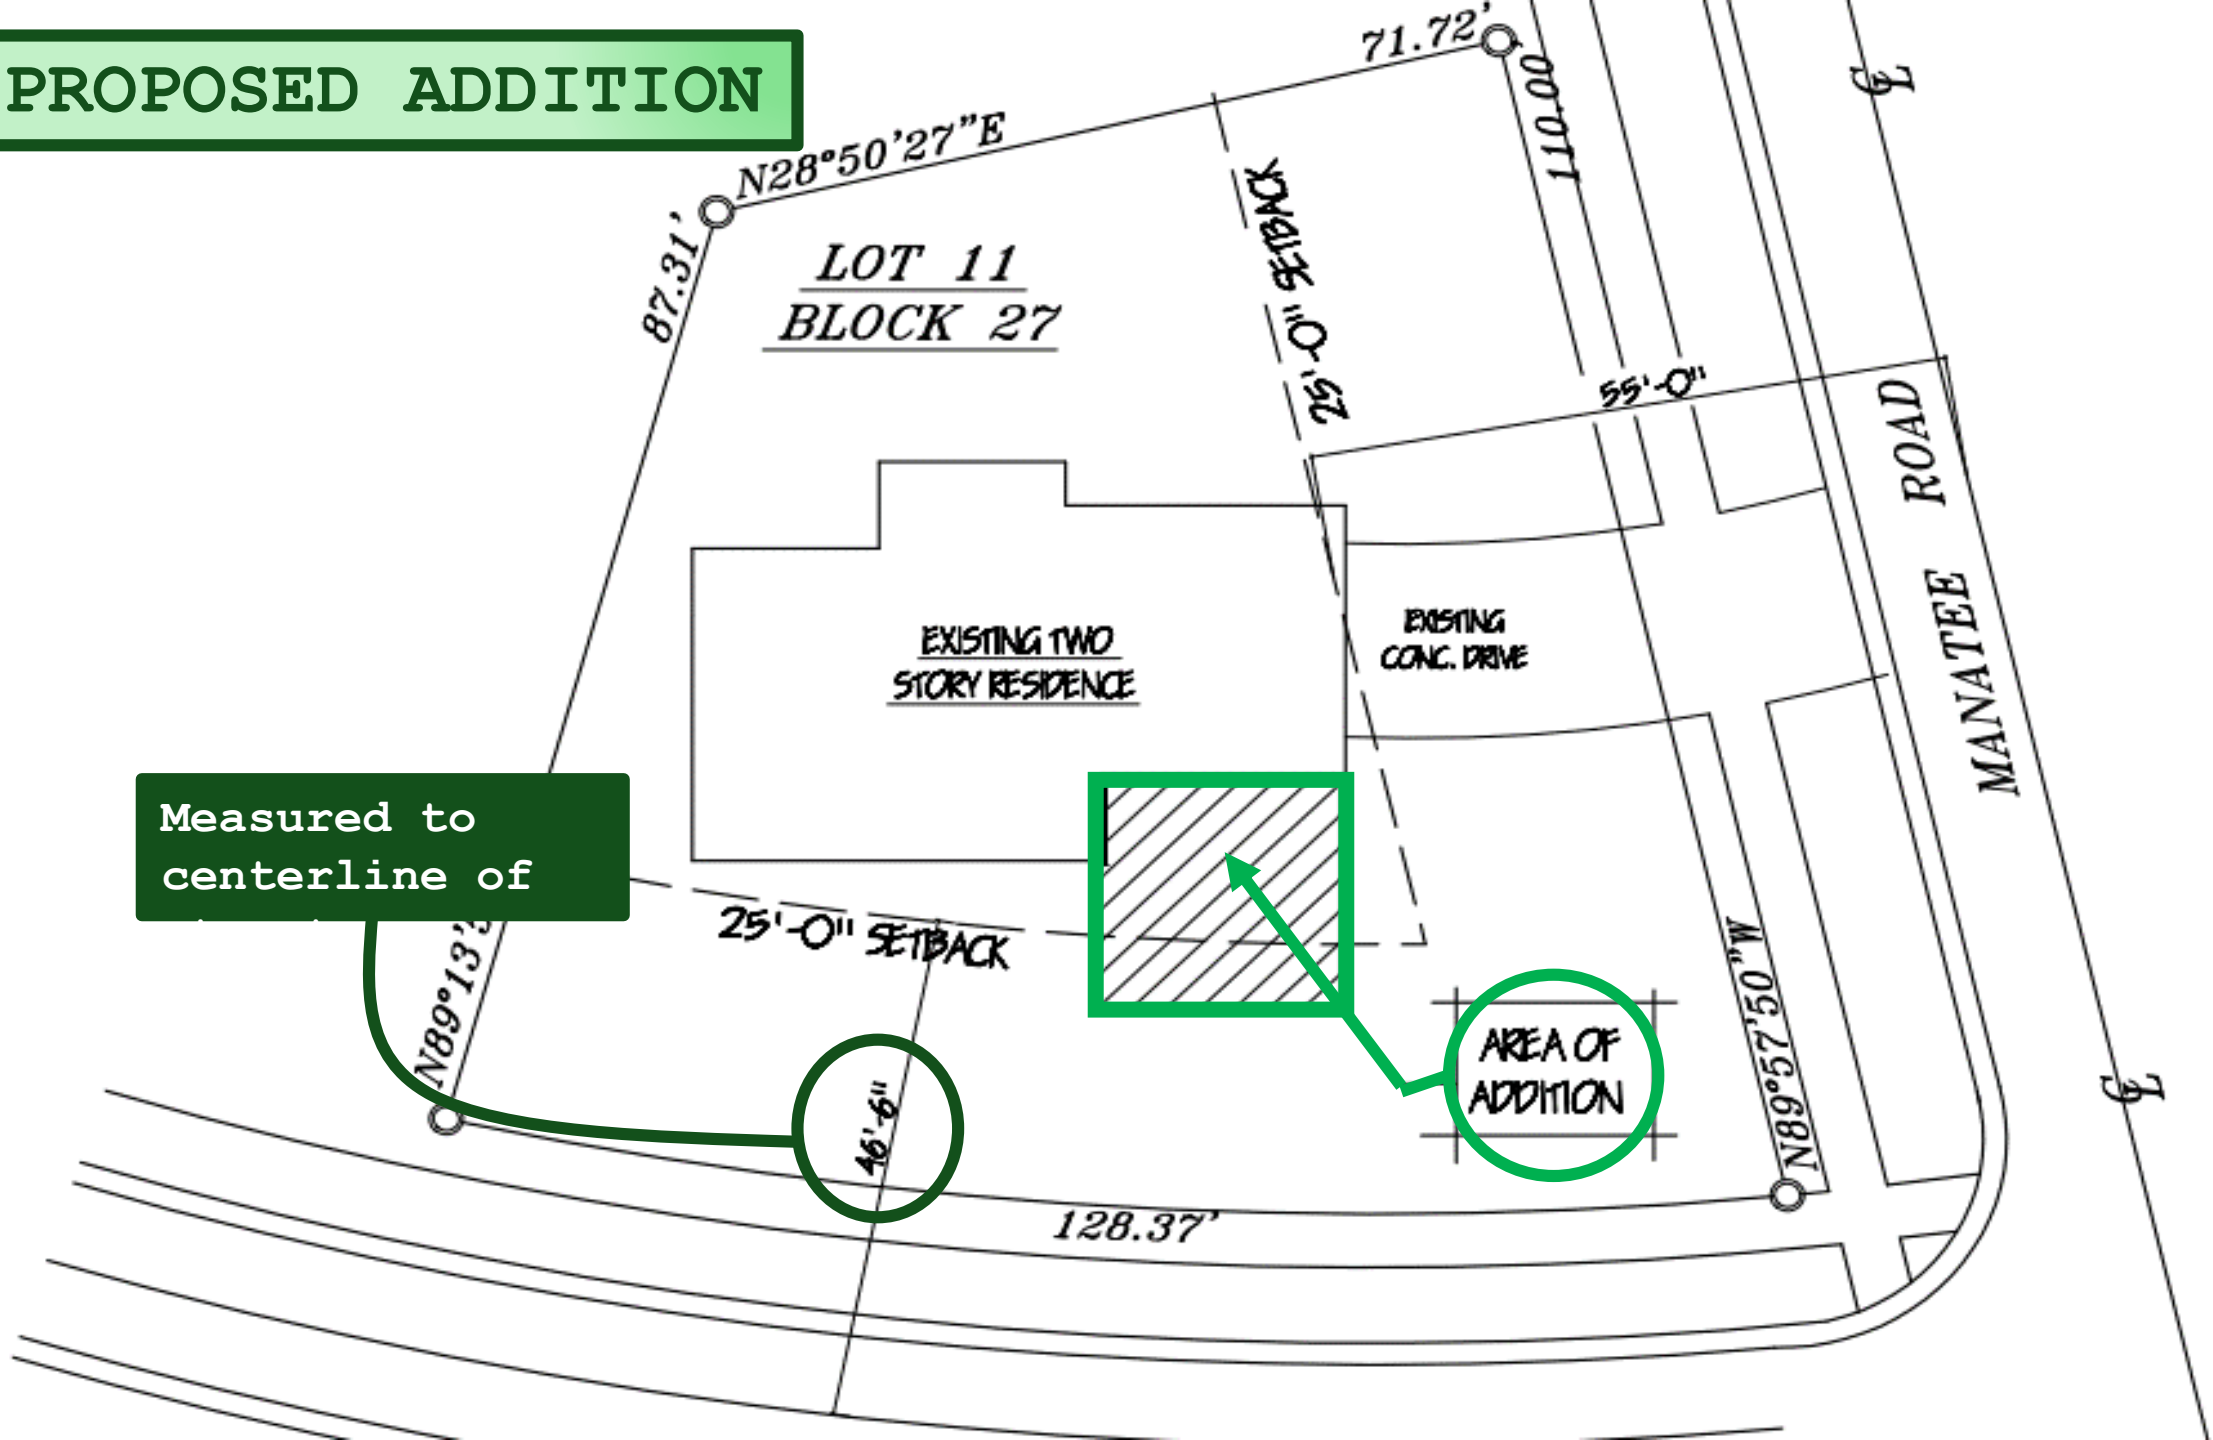 PROPOSED ADDITION
71.72'
110.00
N28°50'27"E
87.31'
LOT 11
BLOCK 27
25'-0" SETBACK
55'-0"
MANATEE ROAD
EXISTING TWO
STORY RESIDENCE
EXISTING
CONC. DRIVE
Measured to
centerline of
25'-0" SETBACK
N89°13'
46'-6"
AREA OF
ADDITION
N89°57'50"W
128.37'